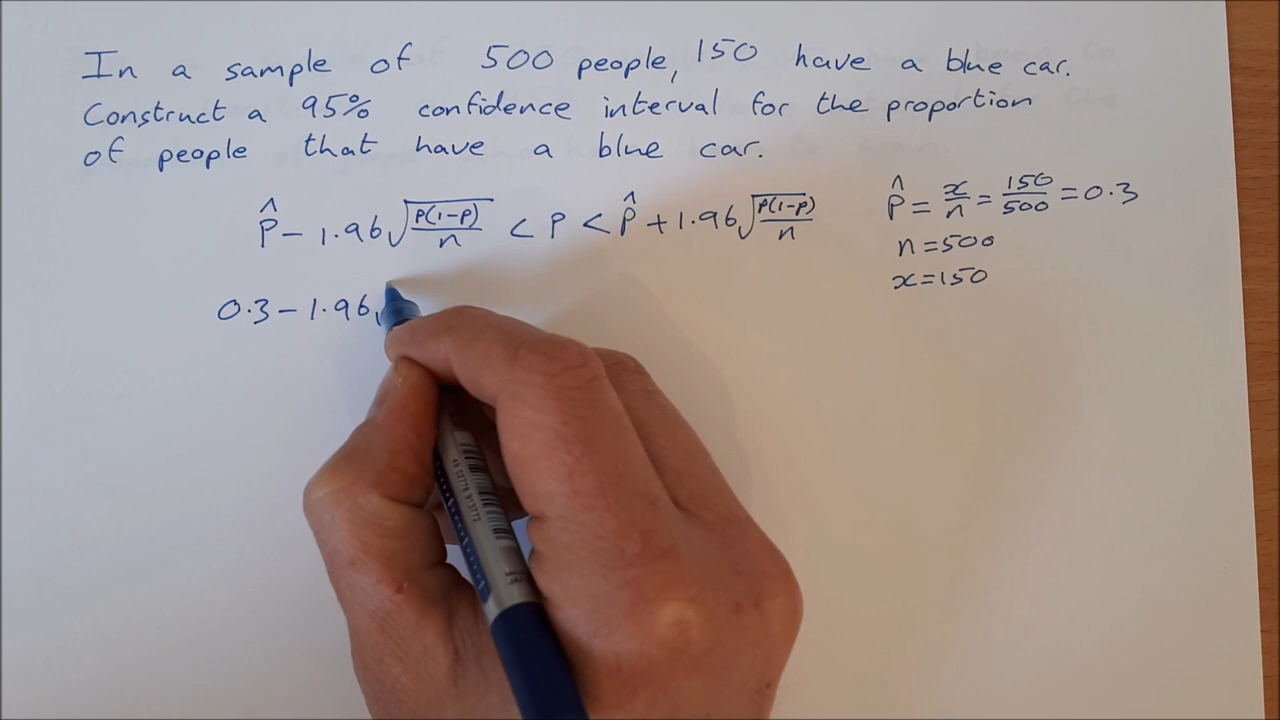 In a sample of 500 people, 150 have a blue car.
Construct a 95% confidence interval for the proportion
of people that have a blue car.
p̂ - 1.96√(p(1-p)/n) < p < p̂ + 1.96√(p(1-p)/n)
p̂ = x/n = 150/500 = 0.3
n = 500
x = 150
0.3 - 1.96